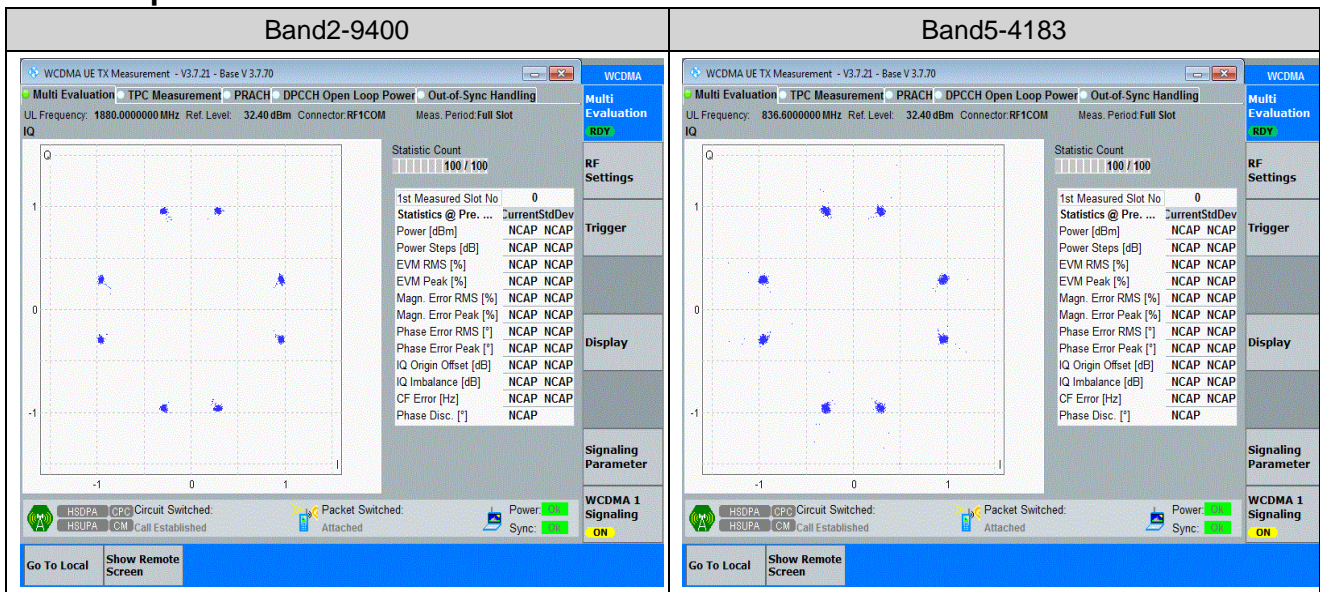 Band2-9400
Band5-4183
WCDMA UE TX Measurement - V3.7.21 - Base V 3.7.70
WCDMA
Multi Evaluation TPC Measurement PRACH DPCCH Open Loop Power Out-of-Sync Handling
Multi Evaluation
RDY
UL Frequency: 1880.0000000 MHz Ref. Level: 32.40 dBm Connector:RF1COM Meas. Period:Full Slot
IQ
Q
1
0
-1
-1 0 1
I
Statistic Count
100 / 100
1st Measured Slot No 0
Statistics @ Pre. ... CurrentStdDev
Power [dBm] NCAP NCAP
Power Steps [dB] NCAP NCAP
EVM RMS [%] NCAP NCAP
EVM Peak [%] NCAP NCAP
Magn. Error RMS [%] NCAP NCAP
Magn. Error Peak [%] NCAP NCAP
Phase Error RMS [°] NCAP NCAP
Phase Error Peak [°] NCAP NCAP
IQ Origin Offset [dB] NCAP NCAP
IQ Imbalance [dB] NCAP NCAP
CF Error [Hz] NCAP NCAP
Phase Disc. [°] NCAP
RF
Settings
Trigger
Display
Signaling
Parameter
WCDMA 1
Signaling
ON
HSDPA CPC Circuit Switched: Packet Switched: Power: Ok
HSUPA CM Call Established Attached Sync: Ok
Go To Local
Show Remote
Screen
WCDMA UE TX Measurement - V3.7.21 - Base V 3.7.70
WCDMA
Multi Evaluation TPC Measurement PRACH DPCCH Open Loop Power Out-of-Sync Handling
Multi Evaluation
RDY
UL Frequency: 836.6000000 MHz Ref. Level: 32.40 dBm Connector:RF1COM Meas. Period:Full Slot
IQ
Q
1
0
-1
-1 0 1
I
Statistic Count
100 / 100
1st Measured Slot No 0
Statistics @ Pre. ... CurrentStdDev
Power [dBm] NCAP NCAP
Power Steps [dB] NCAP NCAP
EVM RMS [%] NCAP NCAP
EVM Peak [%] NCAP NCAP
Magn. Error RMS [%] NCAP NCAP
Magn. Error Peak [%] NCAP NCAP
Phase Error RMS [°] NCAP NCAP
Phase Error Peak [°] NCAP NCAP
IQ Origin Offset [dB] NCAP NCAP
IQ Imbalance [dB] NCAP NCAP
CF Error [Hz] NCAP NCAP
Phase Disc. [°] NCAP
RF
Settings
Trigger
Display
Signaling
Parameter
WCDMA 1
Signaling
ON
HSDPA CPC Circuit Switched: Packet Switched: Power: Ok
HSUPA CM Call Established Attached Sync: Ok
Go To Local
Show Remote
Screen